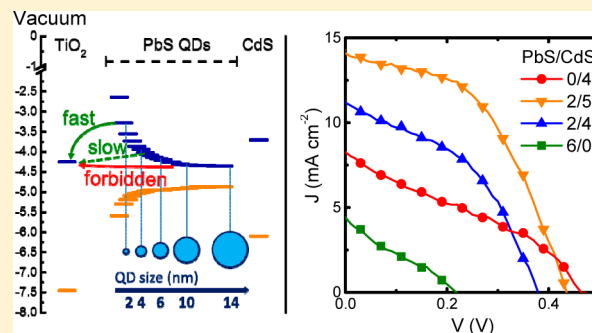 Vacuum
TiO2
PbS QDs
CdS
0
-1
-2.5
-3.0
-3.5
-4.0
-4.5
-5.0
-5.5
-6.0
-6.5
-7.0
-7.5
-8.0
fast
slow
forbidden
QD size (nm)
2 4 6 10 14
J (mA cm-2)
15
10
5
0
0.0 0.2 0.4
V (V)
PbS/CdS
0/4
2/5
2/4
6/0